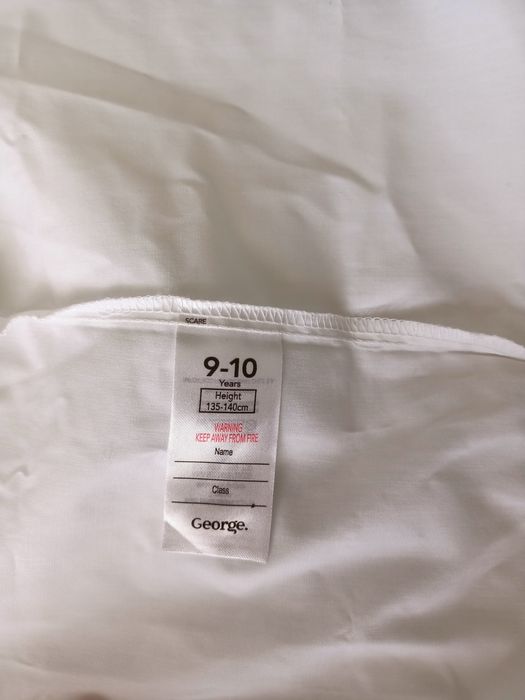 SCARE
9-10
Years
Height
135-140cm
WARNING
KEEP AWAY FROM FIRE
Name
Class
George.